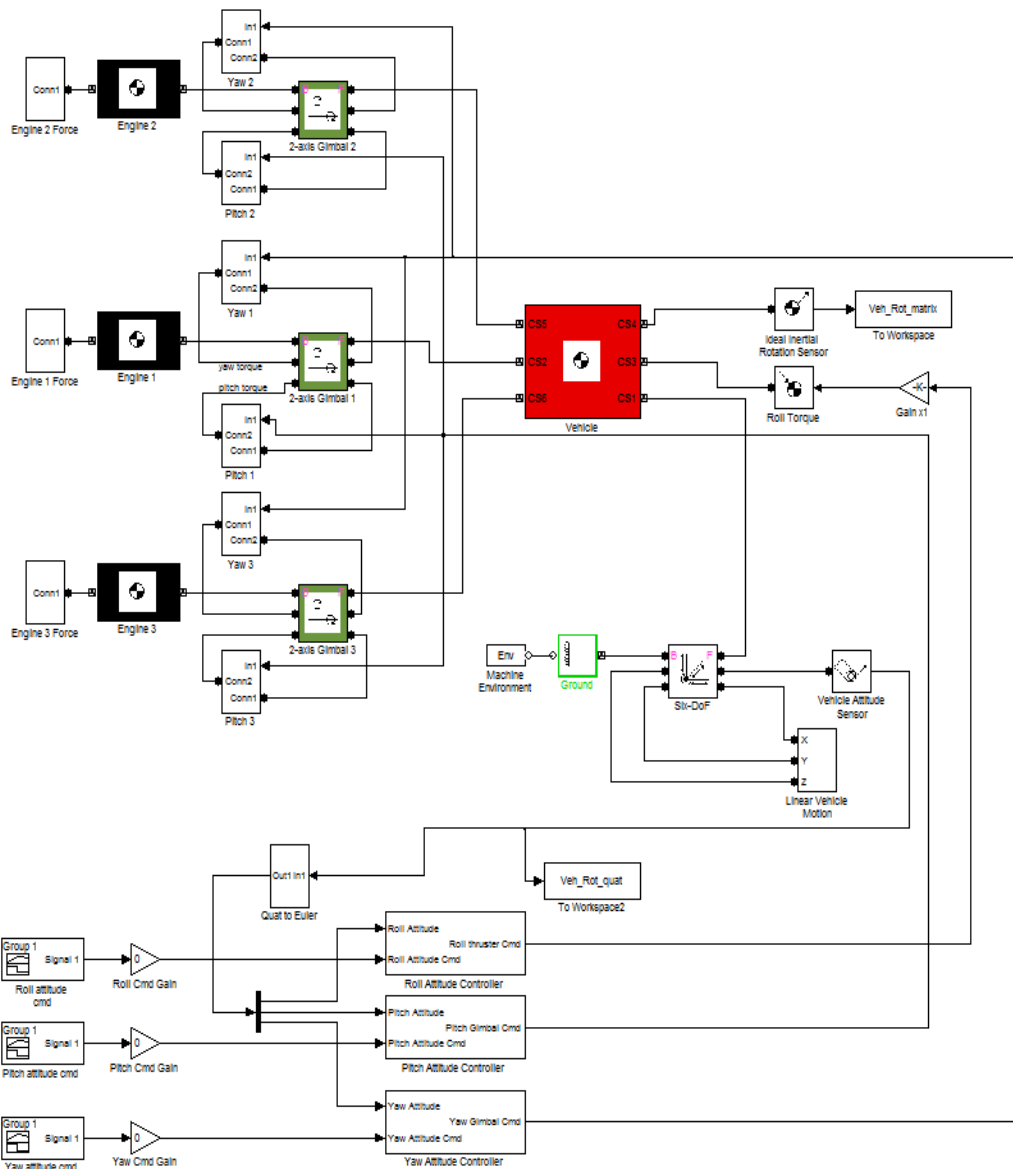 In1
Conn1
Conn2
Yaw 2
Conn1
Engine 2 Force
Engine 2
B F
2-axis Gimbal 2
In1
Conn2
Conn1
Pitch 2
In1
Conn1
Conn2
Yaw 1
Conn1
Engine 1 Force
Engine 1
yaw torque
pitch torque
B F
2-axis Gimbal 1
In1
Conn2
Conn1
Pitch 1
CS5
CS2
CS6
CS4
CS3
CS1
Vehicle
Ideal Inertial
Rotation Sensor
Veh_Rot_matrix
To Workspace
Roll Torque
-K-
Gain x1
In1
Conn1
Conn2
Yaw 3
Conn1
Engine 3 Force
Engine 3
B F
2-axis Gimbal 3
In1
Conn2
Conn1
Pitch 3
Env
Machine
Environment
Ground
B F
Six-DoF
Vehicle Attitude
Sensor
X
Y
Z
Linear Vehicle
Motion
Out1 In1
Quat to Euler
Veh_Rot_quat
To Workspace2
Group 1
Signal 1
Roll attitude
cmd
0
Roll Cmd Gain
Roll Attitude
Roll thruster Cmd
Roll Attitude Cmd
Roll Attitude Controller
Group 1
Signal 1
Pitch attitude cmd
0
Pitch Cmd Gain
Pitch Attitude
Pitch Gimbal Cmd
Pitch Attitude Cmd
Pitch Attitude Controller
Group 1
Signal 1
Yaw attitude cmd
0
Yaw Cmd Gain
Yaw Attitude
Yaw Gimbal Cmd
Yaw Attitude Cmd
Yaw Attitude Controller